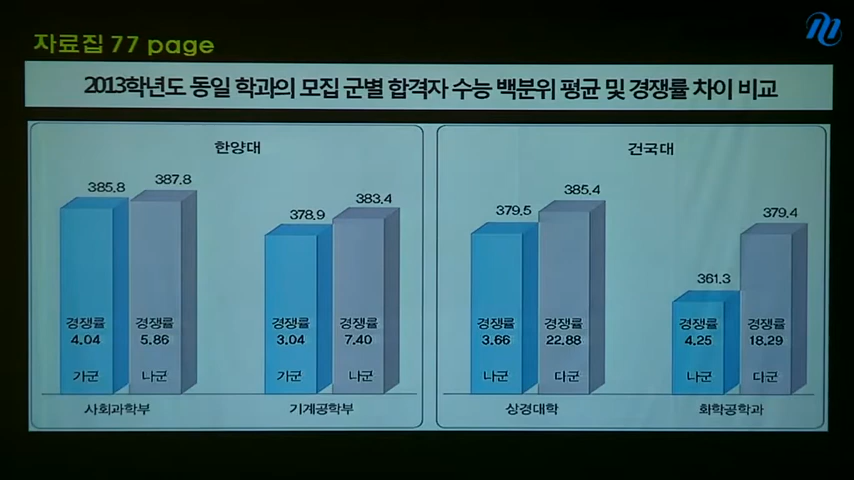 자료집 77 page
2013학년도 동일 학과의 모집 군별 합격자 수능 백분위 평균 및 경쟁률 차이 비교
한양대
385.8
387.8
378.9
383.4
경쟁률
4.04
가군
경쟁률
5.86
나군
경쟁률
3.04
가군
경쟁률
7.40
나군
사회과학부
기계공학부
건국대
379.5
385.4
361.3
379.4
경쟁률
3.66
나군
경쟁률
22.88
다군
경쟁률
4.25
나군
경쟁률
18.29
다군
상경대학
화학공학과